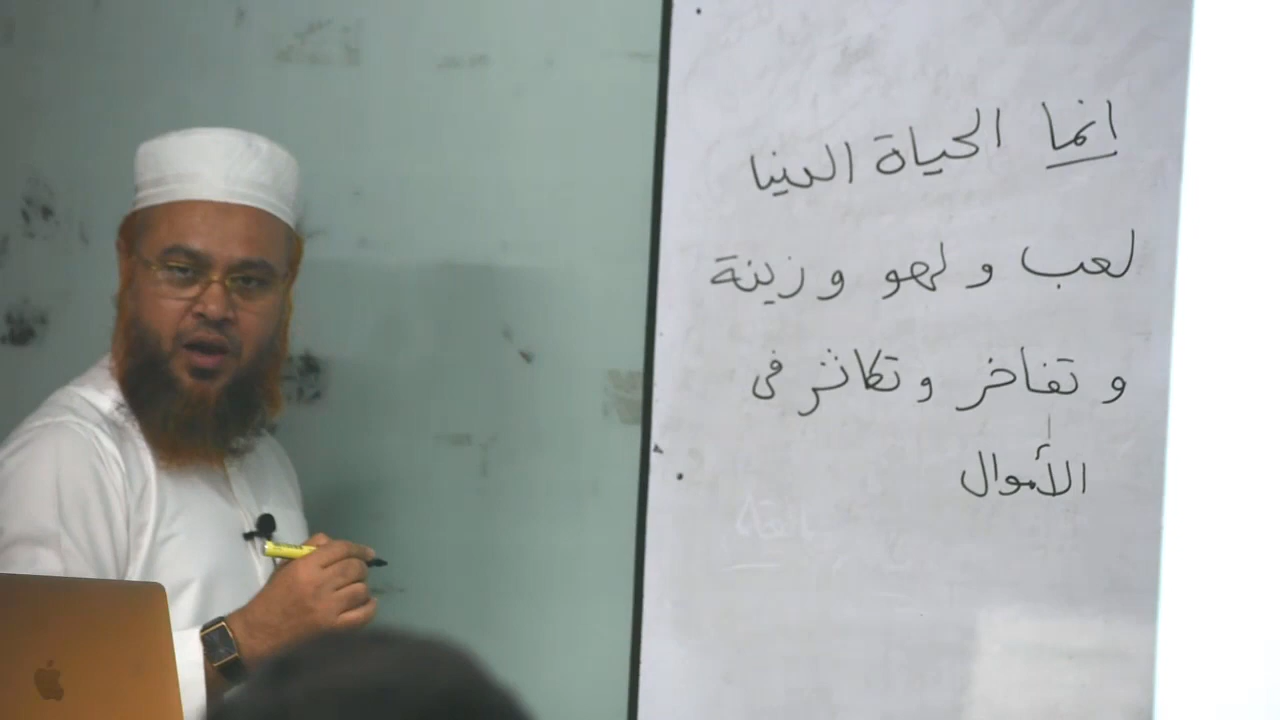 انما الحياة الدنيا
لعب و لهو و زينة
و تفاخر و تكاثر فى
الأموال